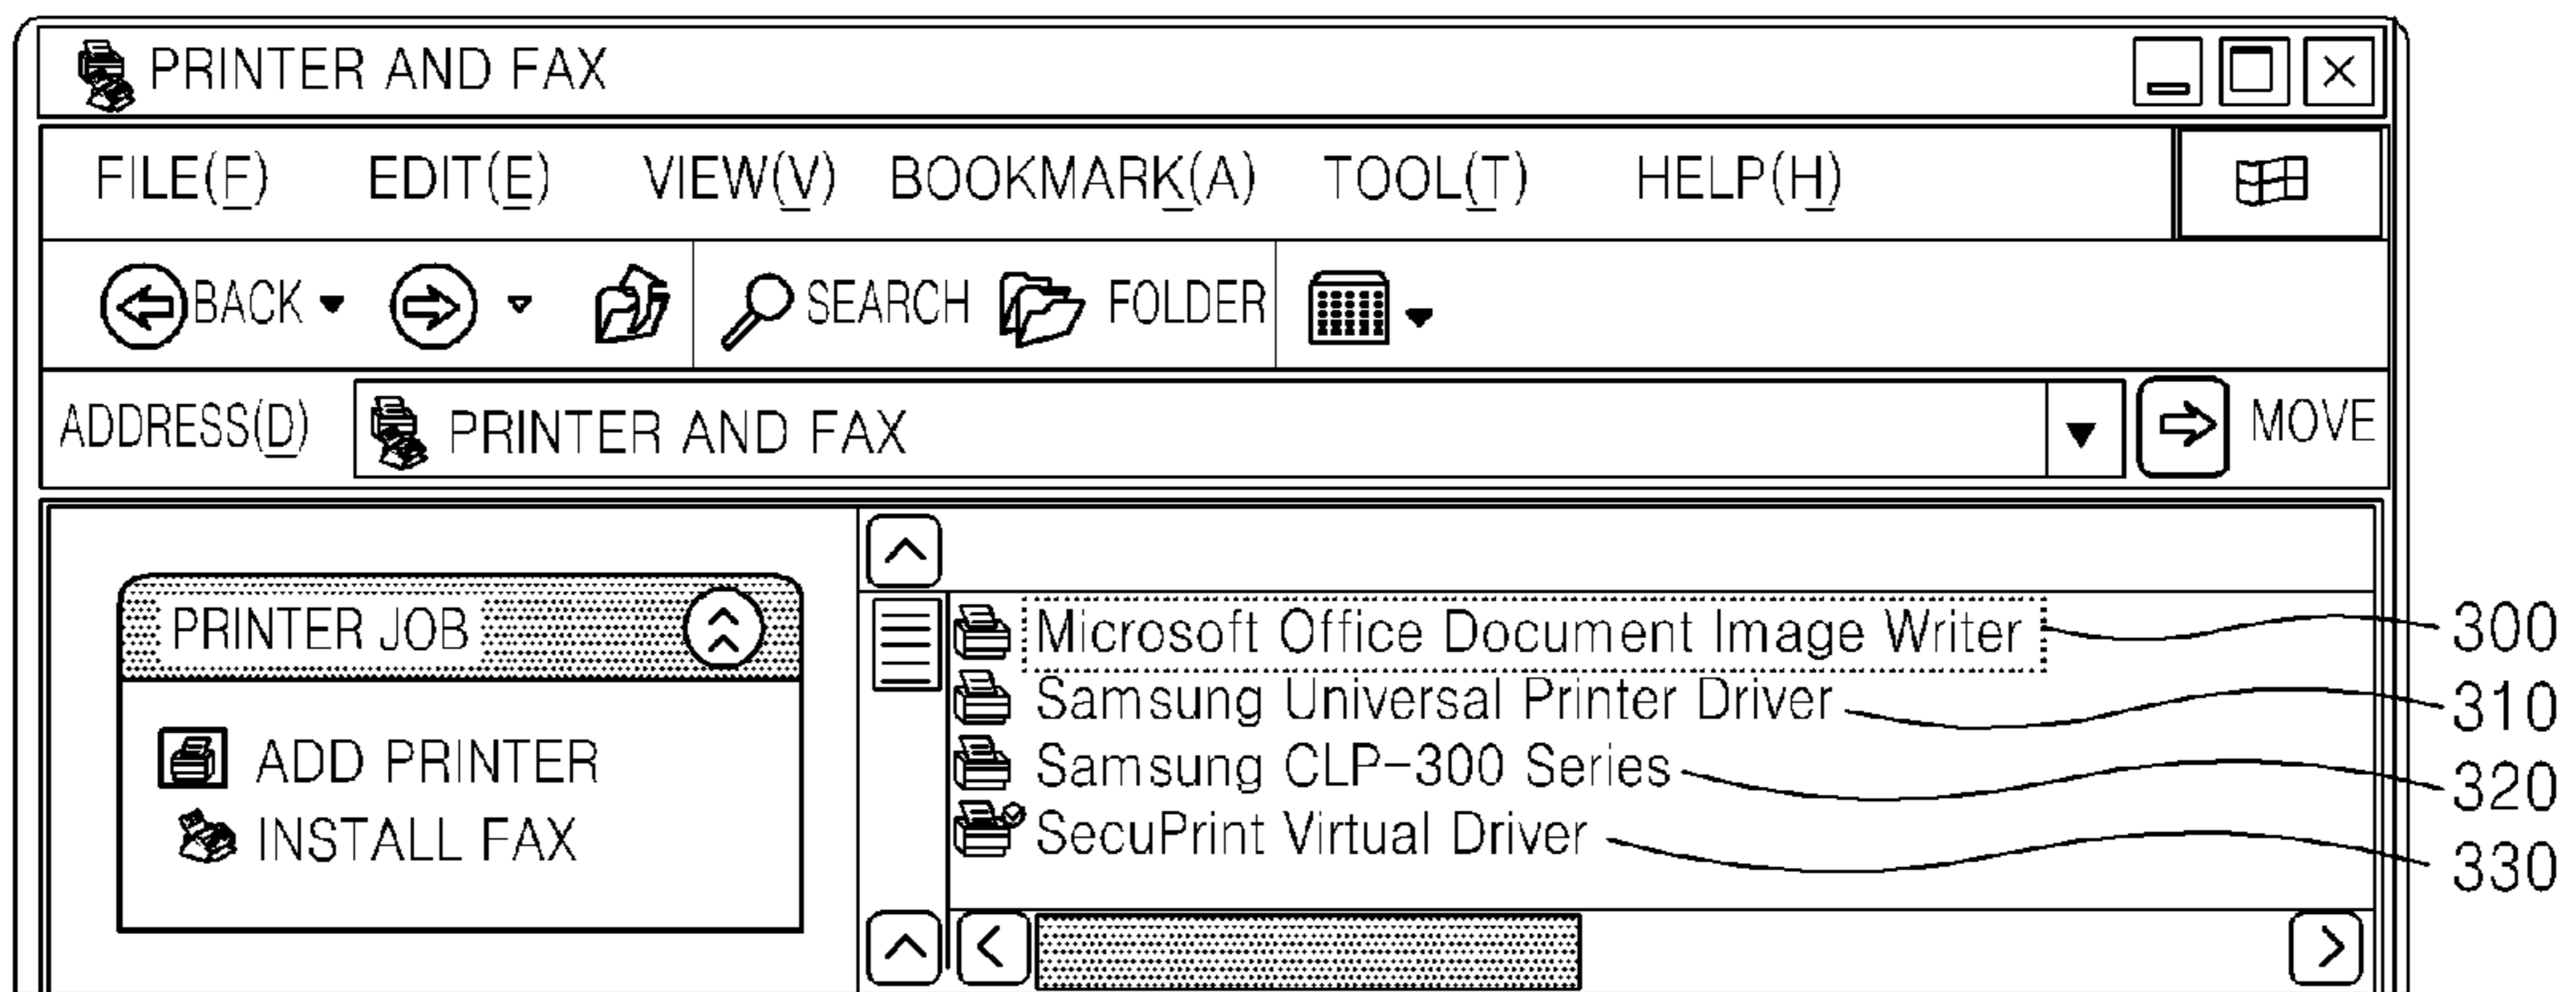 PRINTER AND FAX
FILE(F) EDIT(E) VIEW(V) BOOKMARK(A) TOOL(T) HELP(H)
BACK SEARCH FOLDER
ADDRESS(D) PRINTER AND FAX MOVE
PRINTER JOB
ADD PRINTER
INSTALL FAX
Microsoft Office Document Image Writer 300
Samsung Universal Printer Driver 310
Samsung CLP-300 Series 320
SecuPrint Virtual Driver 330